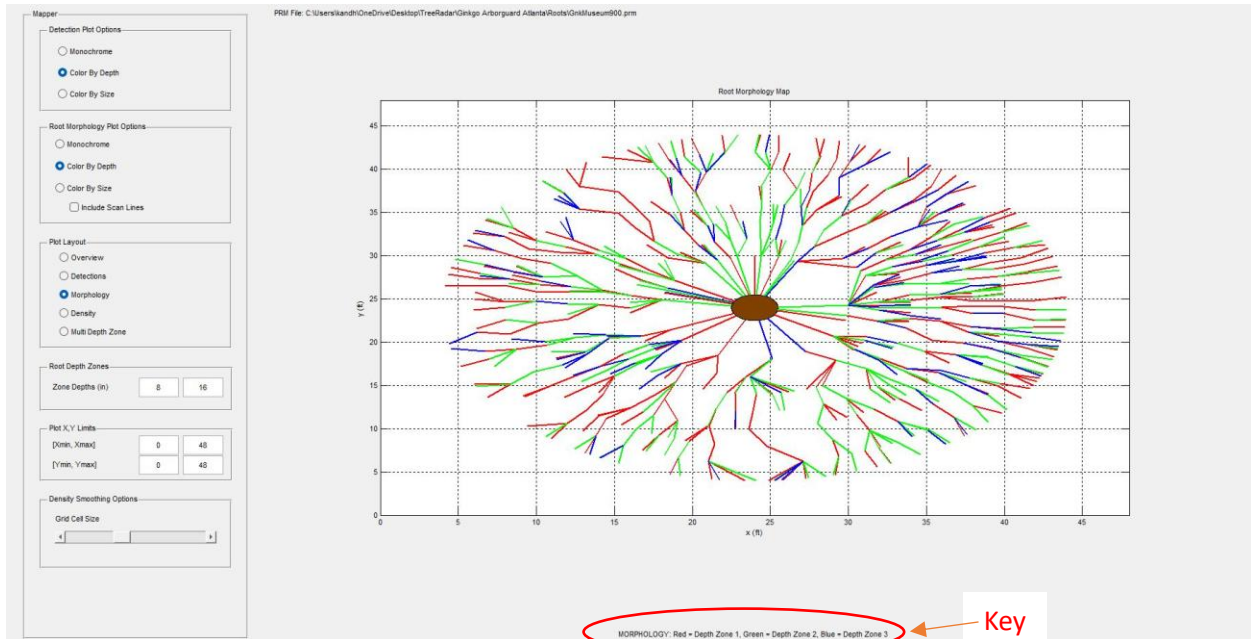 Mapper
PRM File: C:\Users\kandh\OneDrive\Desktop\TreeRadar\Ginkgo Arborguard Atlanta\Roots\GnkMuseum900.prm
Detection Plot Options
Monochrome
Color By Depth
Color By Size
Root Morphology Plot Options
Monochrome
Color By Depth
Color By Size
Include Scan Lines
Plot Layout
Overview
Detections
Morphology
Density
Multi Depth Zone
Root Depth Zones
Zone Depths (in) 8 16
Plot X,Y Limits
[Xmin, Xmax] 0 48
[Ymin, Ymax] 0 48
Density Smoothing Options
Grid Cell Size
Root Morphology Map
45
40
35
30
25
20
15
10
5
0
y (ft)
0 5 10 15 20 25 30 35 40 45
x (ft)
Key
MORPHOLOGY: Red = Depth Zone 1, Green = Depth Zone 2, Blue = Depth Zone 3